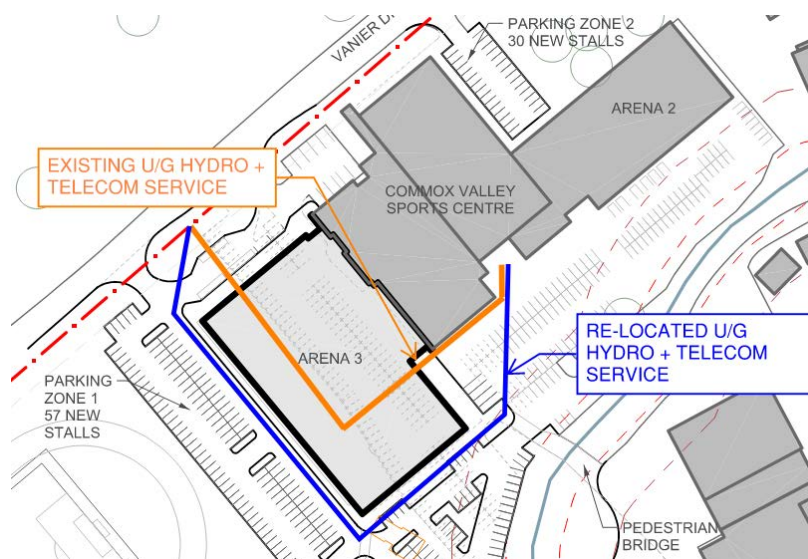 VANIER D
PARKING ZONE 2
30 NEW STALLS
ARENA 2
EXISTING U/G HYDRO +
TELECOM SERVICE
COMMOX VALLEY
SPORTS CENTRE
ARENA 3
RE-LOCATED U/G
HYDRO + TELECOM
SERVICE
PARKING
ZONE 1
57 NEW
STALLS
PEDESTRIAN
BRIDGE